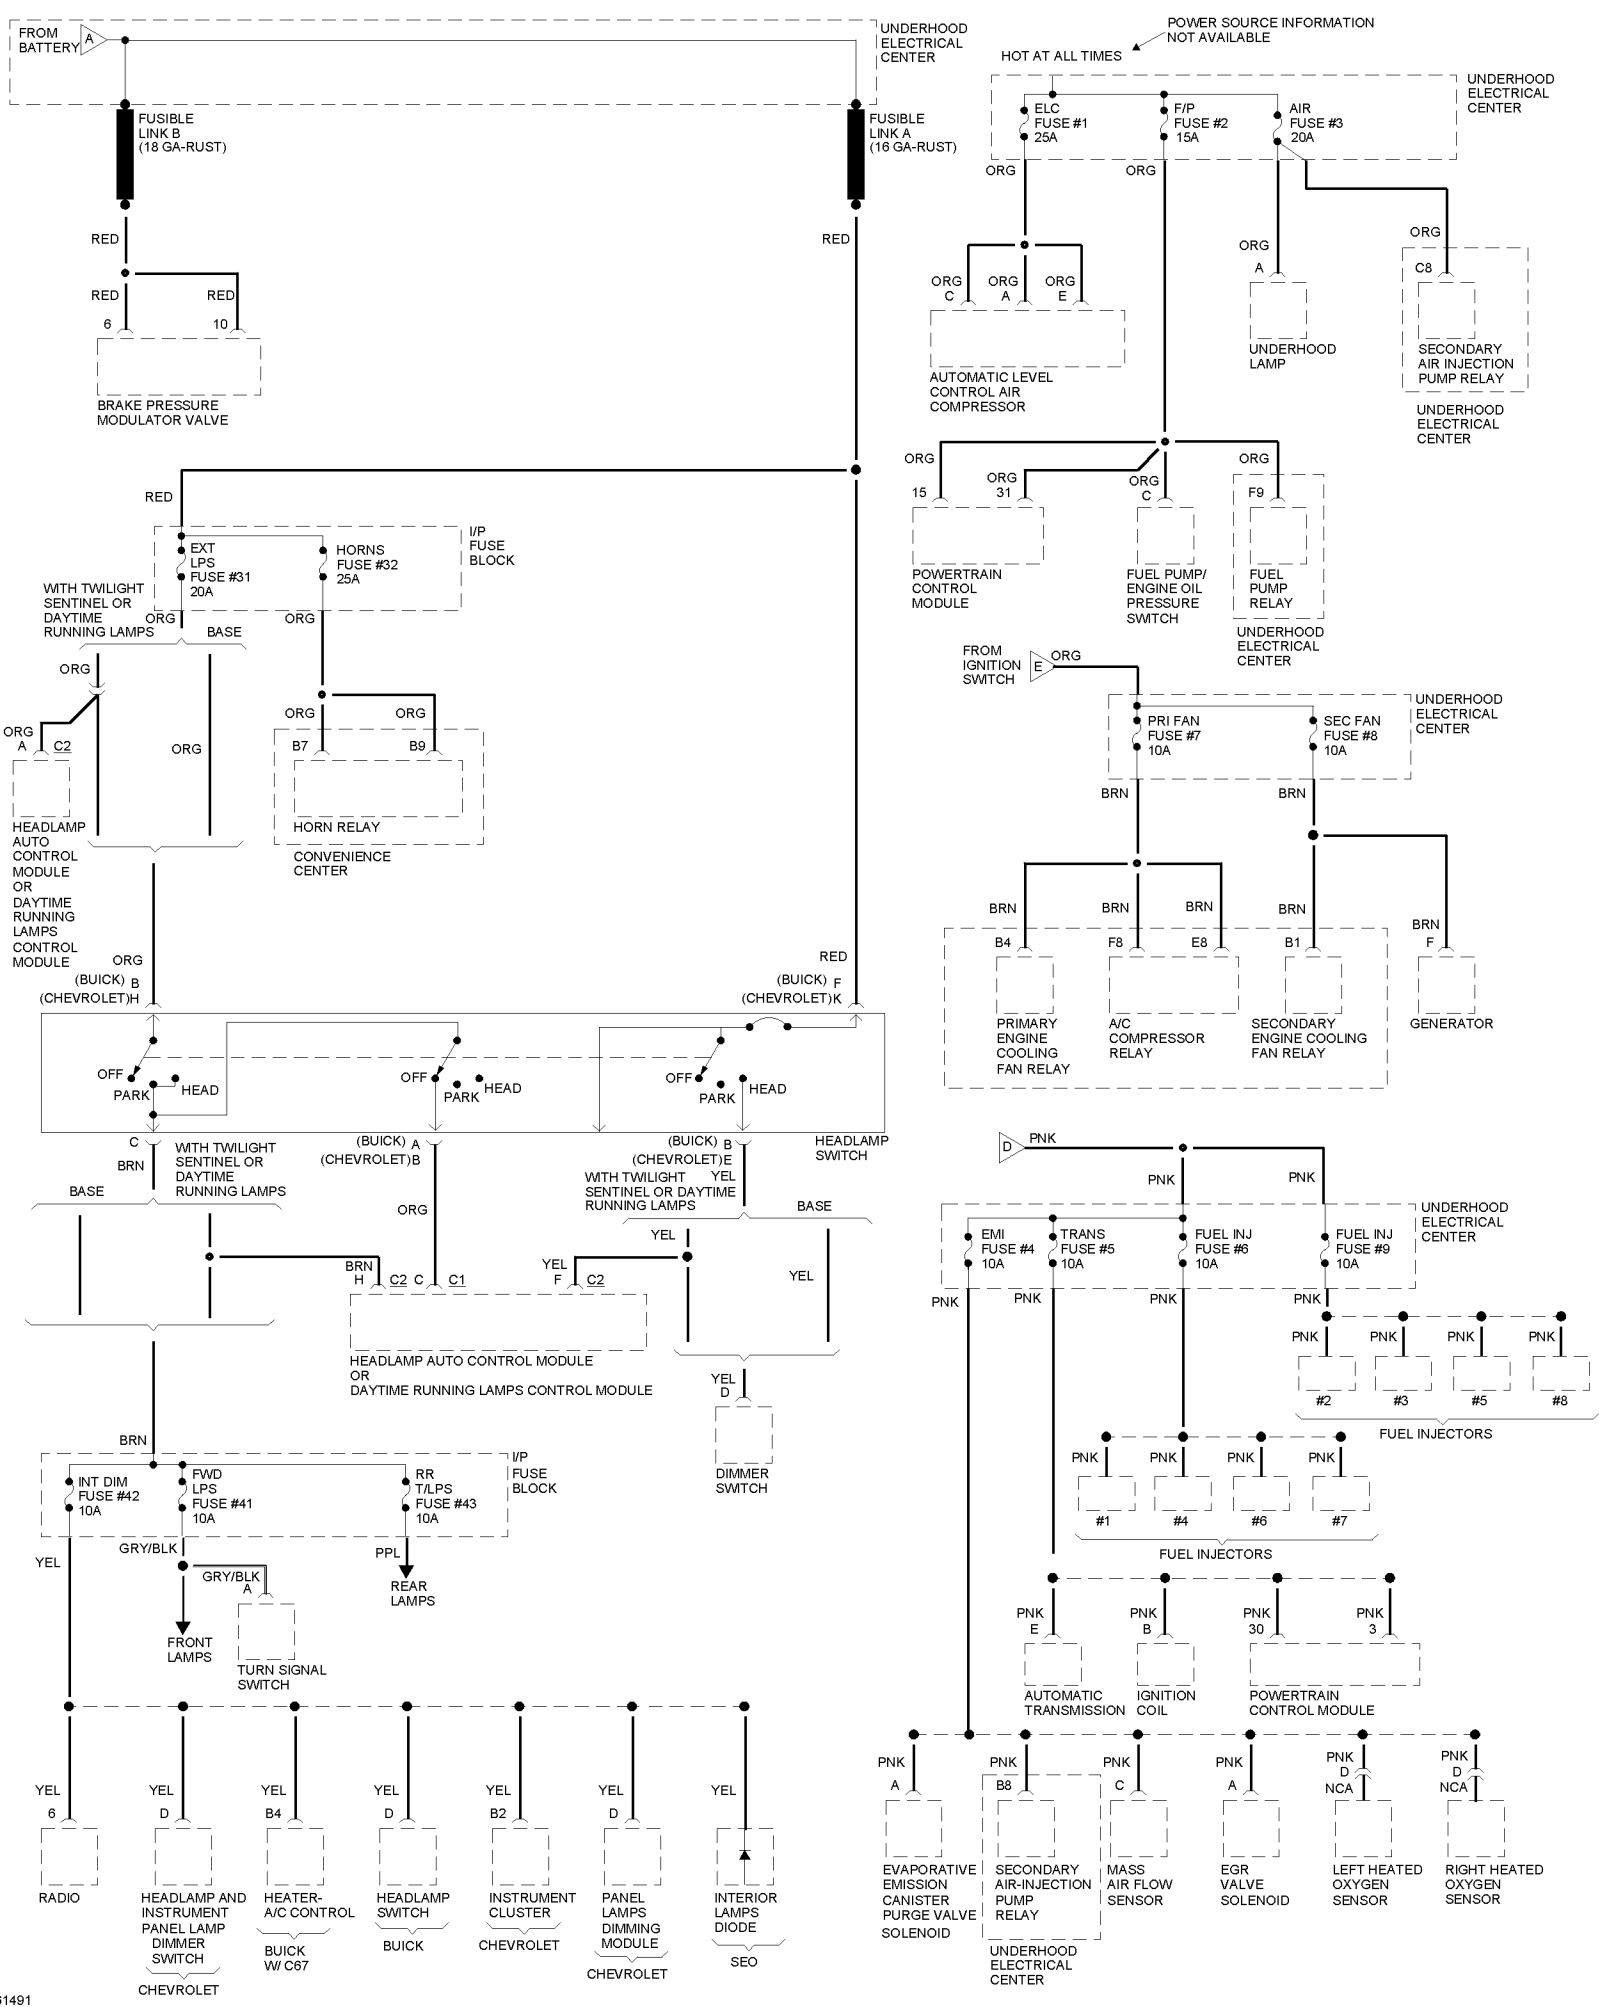 FROM
BATTERY
A
UNDERHOOD
ELECTRICAL
CENTER
FUSIBLE
LINK B
(18 GA-RUST)
FUSIBLE
LINK A
(16 GA-RUST)
RED
RED
RED
RED
6
10
BRAKE PRESSURE
MODULATOR VALVE
POWER SOURCE INFORMATION
NOT AVAILABLE
HOT AT ALL TIMES
UNDERHOOD
ELECTRICAL
CENTER
ELC
FUSE #1
25A
F/P
FUSE #2
15A
AIR
FUSE #3
20A
ORG
ORG
ORG
ORG
ORG
ORG
ORG
C
A
E
A
C8
AUTOMATIC LEVEL
CONTROL AIR
COMPRESSOR
UNDERHOOD
LAMP
SECONDARY
AIR INJECTION
PUMP RELAY
UNDERHOOD
ELECTRICAL
CENTER
ORG
ORG
ORG
ORG
15
31
C
F9
POWERTRAIN
CONTROL
MODULE
FUEL PUMP/
ENGINE OIL
PRESSURE
SWITCH
FUEL
PUMP
RELAY
UNDERHOOD
ELECTRICAL
CENTER
RED
I/P
FUSE
BLOCK
EXT
LPS
FUSE #31
20A
HORNS
FUSE #32
25A
WITH TWILIGHT
SENTINEL OR
DAYTIME
RUNNING LAMPS
ORG
BASE
ORG
ORG
ORG
A
C2
ORG
ORG
ORG
B7
B9
HORN RELAY
CONVENIENCE
CENTER
HEADLAMP
AUTO
CONTROL
MODULE
OR
DAYTIME
RUNNING
LAMPS
CONTROL
MODULE
FROM
IGNITION
SWITCH
E
ORG
UNDERHOOD
ELECTRICAL
CENTER
PRI FAN
FUSE #7
10A
SEC FAN
FUSE #8
10A
BRN
BRN
BRN
BRN
BRN
BRN
BRN
B4
F8
E8
B1
F
PRIMARY
ENGINE
COOLING
FAN RELAY
A/C
COMPRESSOR
RELAY
SECONDARY
ENGINE COOLING
FAN RELAY
GENERATOR
ORG
(BUICK) B
(CHEVROLET)H
RED
(BUICK) F
(CHEVROLET)K
OFF
PARK
HEAD
OFF
PARK
HEAD
OFF
PARK
HEAD
HEADLAMP
SWITCH
C
BRN
WITH TWILIGHT
SENTINEL OR
DAYTIME
RUNNING LAMPS
BASE
(BUICK) A
(CHEVROLET)B
ORG
(BUICK) B
(CHEVROLET)E
YEL
WITH TWILIGHT
SENTINEL OR DAYTIME
RUNNING LAMPS
BASE
YEL
YEL
BRN
H
C2
C
C1
YEL
F
C2
HEADLAMP AUTO CONTROL MODULE
OR
DAYTIME RUNNING LAMPS CONTROL MODULE
YEL
D
DIMMER
SWITCH
D
PNK
PNK
PNK
UNDERHOOD
ELECTRICAL
CENTER
EMI
FUSE #4
10A
TRANS
FUSE #5
10A
FUEL INJ
FUSE #6
10A
FUEL INJ
FUSE #9
10A
PNK
PNK
PNK
PNK
PNK
PNK
PNK
PNK
#2
#3
#5
#8
FUEL INJECTORS
PNK
PNK
PNK
PNK
#1
#4
#6
#7
FUEL INJECTORS
PNK
PNK
PNK
PNK
E
B
30
3
AUTOMATIC
TRANSMISSION
IGNITION
COIL
POWERTRAIN
CONTROL MODULE
BRN
I/P
FUSE
BLOCK
INT DIM
FUSE #42
10A
FWD
LPS
FUSE #41
10A
RR
T/LPS
FUSE #43
10A
YEL
GRY/BLK
GRY/BLK
A
PPL
REAR
LAMPS
FRONT
LAMPS
TURN SIGNAL
SWITCH
YEL
YEL
YEL
YEL
YEL
YEL
YEL
6
D
B4
D
B2
D
RADIO
HEADLAMP AND
INSTRUMENT
PANEL LAMP
DIMMER
SWITCH
CHEVROLET
HEATER-
A/C CONTROL
BUICK
W/ C67
HEADLAMP
SWITCH
BUICK
INSTRUMENT
CLUSTER
CHEVROLET
PANEL
LAMPS
DIMMING
MODULE
CHEVROLET
INTERIOR
LAMPS
DIODE
SEO
PNK
PNK
PNK
PNK
PNK
PNK
A
B8
C
A
D
NCA
D
NCA
EVAPORATIVE
EMISSION
CANISTER
PURGE VALVE
SOLENOID
SECONDARY
AIR-INJECTION
PUMP
RELAY
UNDERHOOD
ELECTRICAL
CENTER
MASS
AIR FLOW
SENSOR
EGR
VALVE
SOLENOID
LEFT HEATED
OXYGEN
SENSOR
RIGHT HEATED
OXYGEN
SENSOR
61491